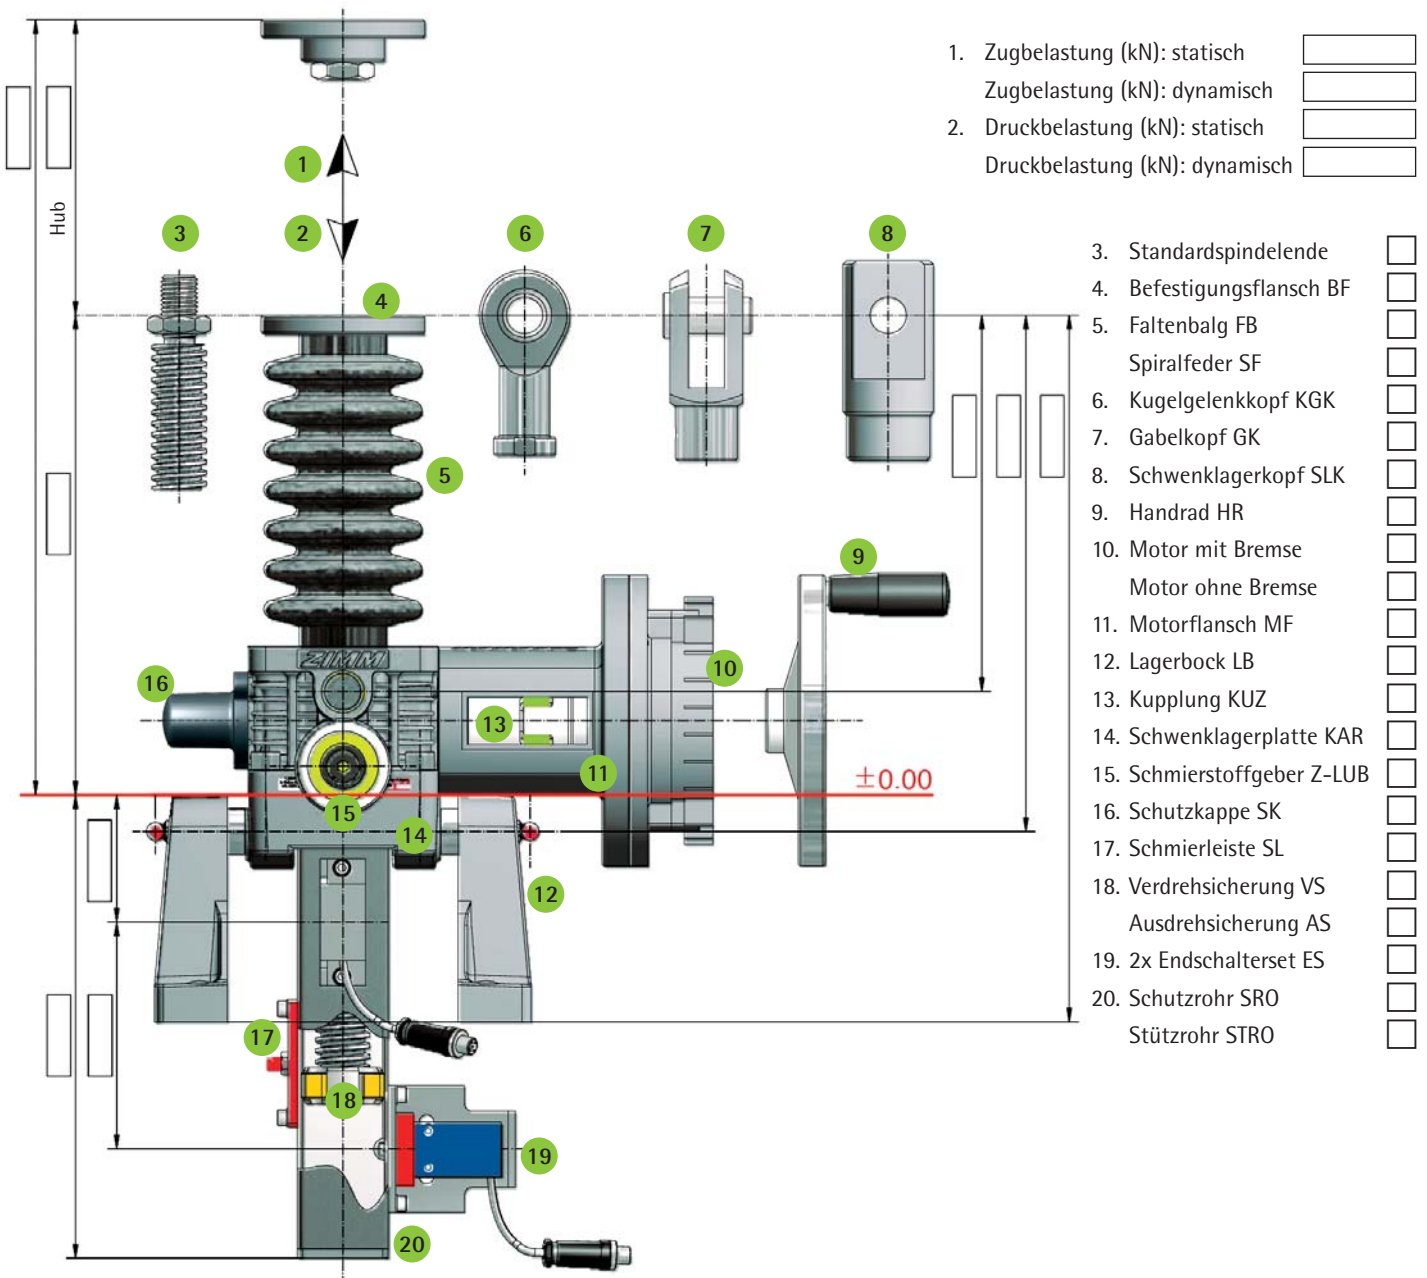 1. Zugbelastung (kN): statisch
Zugbelastung (kN): dynamisch
2. Druckbelastung (kN): statisch
Druckbelastung (kN): dynamisch
Hub
1
2
3
6
7
8
4
5
9
16
10
13
11
15
14
12
17
18
19
20
ZIMM
±0.00
3. Standardspindelende
4. Befestigungsflansch BF
5. Faltenbalg FB
Spiralfeder SF
6. Kugelgelenkkopf KGK
7. Gabelkopf GK
8. Schwenklagerkopf SLK
9. Handrad HR
10. Motor mit Bremse
Motor ohne Bremse
11. Motorflansch MF
12. Lagerbock LB
13. Kupplung KUZ
14. Schwenklagerplatte KAR
15. Schmierstoffgeber Z-LUB
16. Schutzkappe SK
17. Schmierleiste SL
18. Verdrehsicherung VS
Ausdrehsicherung AS
19. 2x Endschalterset ES
20. Schutzrohr SRO
Stützrohr STRO